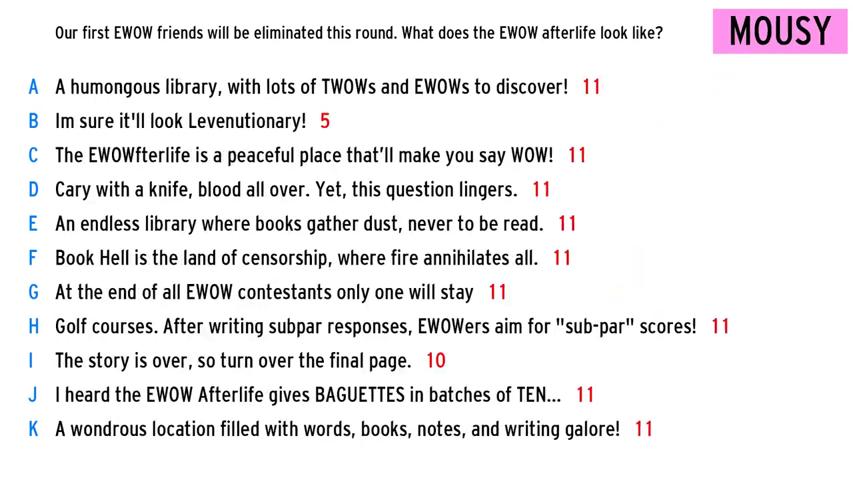 Our first EWOW friends will be eliminated this round. What does the EWOW afterlife look like?
MOUSY
A A humongous library, with lots of TWOWs and EWOWs to discover! 11
B Im sure it'll look Levenutionary! 5
C The EWOWfterlife is a peaceful place that'll make you say WOW! 11
D Cary with a knife, blood all over. Yet, this question lingers. 11
E An endless library where books gather dust, never to be read. 11
F Book Hell is the land of censorship, where fire annihilates all. 11
G At the end of all EWOW contestants only one will stay 11
H Golf courses. After writing subpar responses, EWOWers aim for "sub-par" scores! 11
I The story is over, so turn over the final page. 10
J I heard the EWOW Afterlife gives BAGUETTES in batches of TEN... 11
K A wondrous location filled with words, books, notes, and writing galore! 11